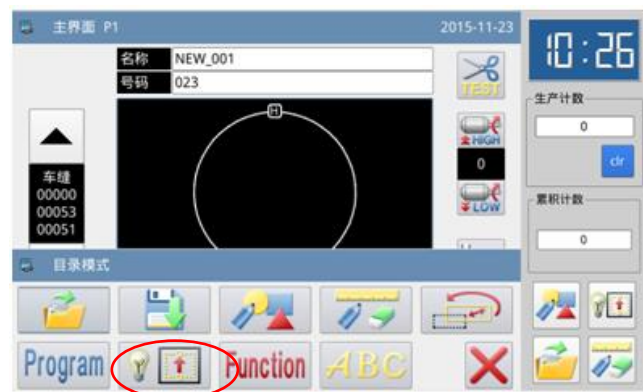 主界面 P1
2015-11-23
10:26
名称 NEW_001
号码 023
TEST
H
生产计数
0
clr
HIGH
0
LOW
车缝
00000
00053
00051
累积计数
0
目录模式
Program
Function
ABC